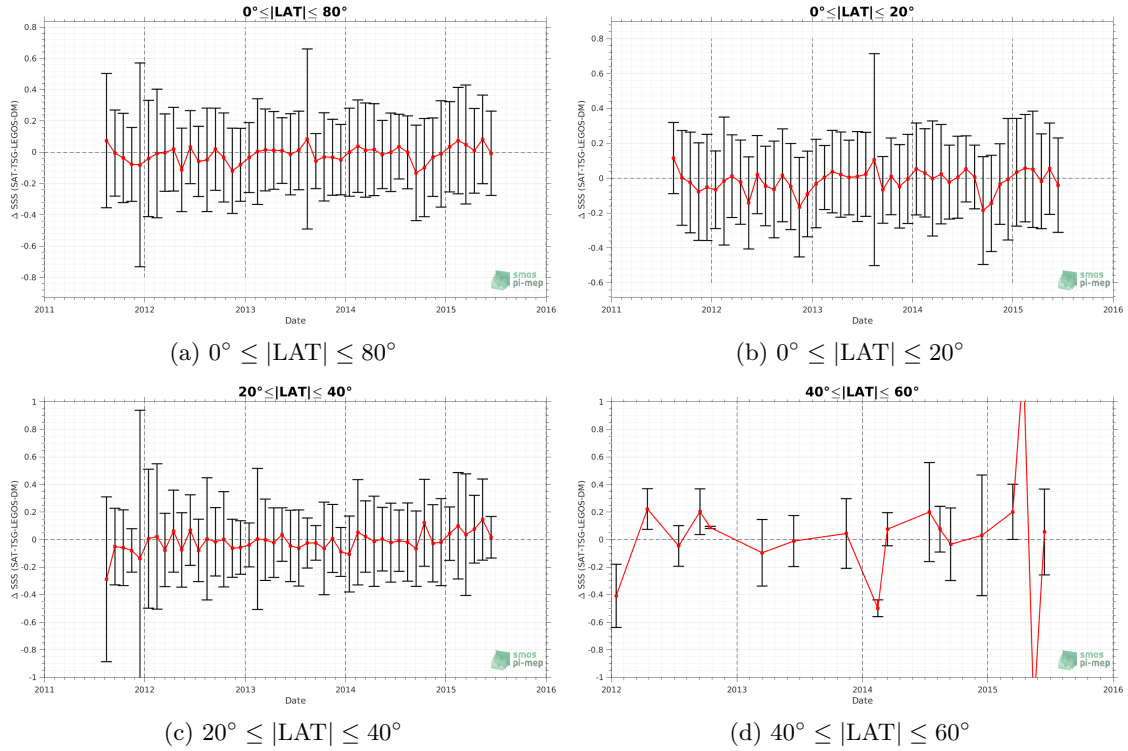 0°≤|LAT|≤ 80°
0.8
0.6
0.4
0.2
0
-0.2
-0.4
-0.6
-0.8
Δ SSS (SAT-TSG-LEGOS-DM)
2011
2012
2013
2014
2015
2016
Date
smos
pi-mep
(a) 0° ≤ |LAT| ≤ 80°
0°≤|LAT|≤ 20°
0.8
0.6
0.4
0.2
0
-0.2
-0.4
-0.6
Δ SSS (SAT-TSG-LEGOS-DM)
2011
2012
2013
2014
2015
2016
Date
smos
pi-mep
(b) 0° ≤ |LAT| ≤ 20°
20°≤|LAT|≤ 40°
1
0.8
0.6
0.4
0.2
0
-0.2
-0.4
-0.6
-0.8
-1
Δ SSS (SAT-TSG-LEGOS-DM)
2011
2012
2013
2014
2015
2016
Date
smos
pi-mep
(c) 20° ≤ |LAT| ≤ 40°
40°≤|LAT|≤ 60°
1
0.8
0.6
0.4
0.2
0
-0.2
-0.4
-0.6
-0.8
-1
Δ SSS (SAT-TSG-LEGOS-DM)
2012
2013
2014
2015
2016
Date
smos
pi-mep
(d) 40° ≤ |LAT| ≤ 60°